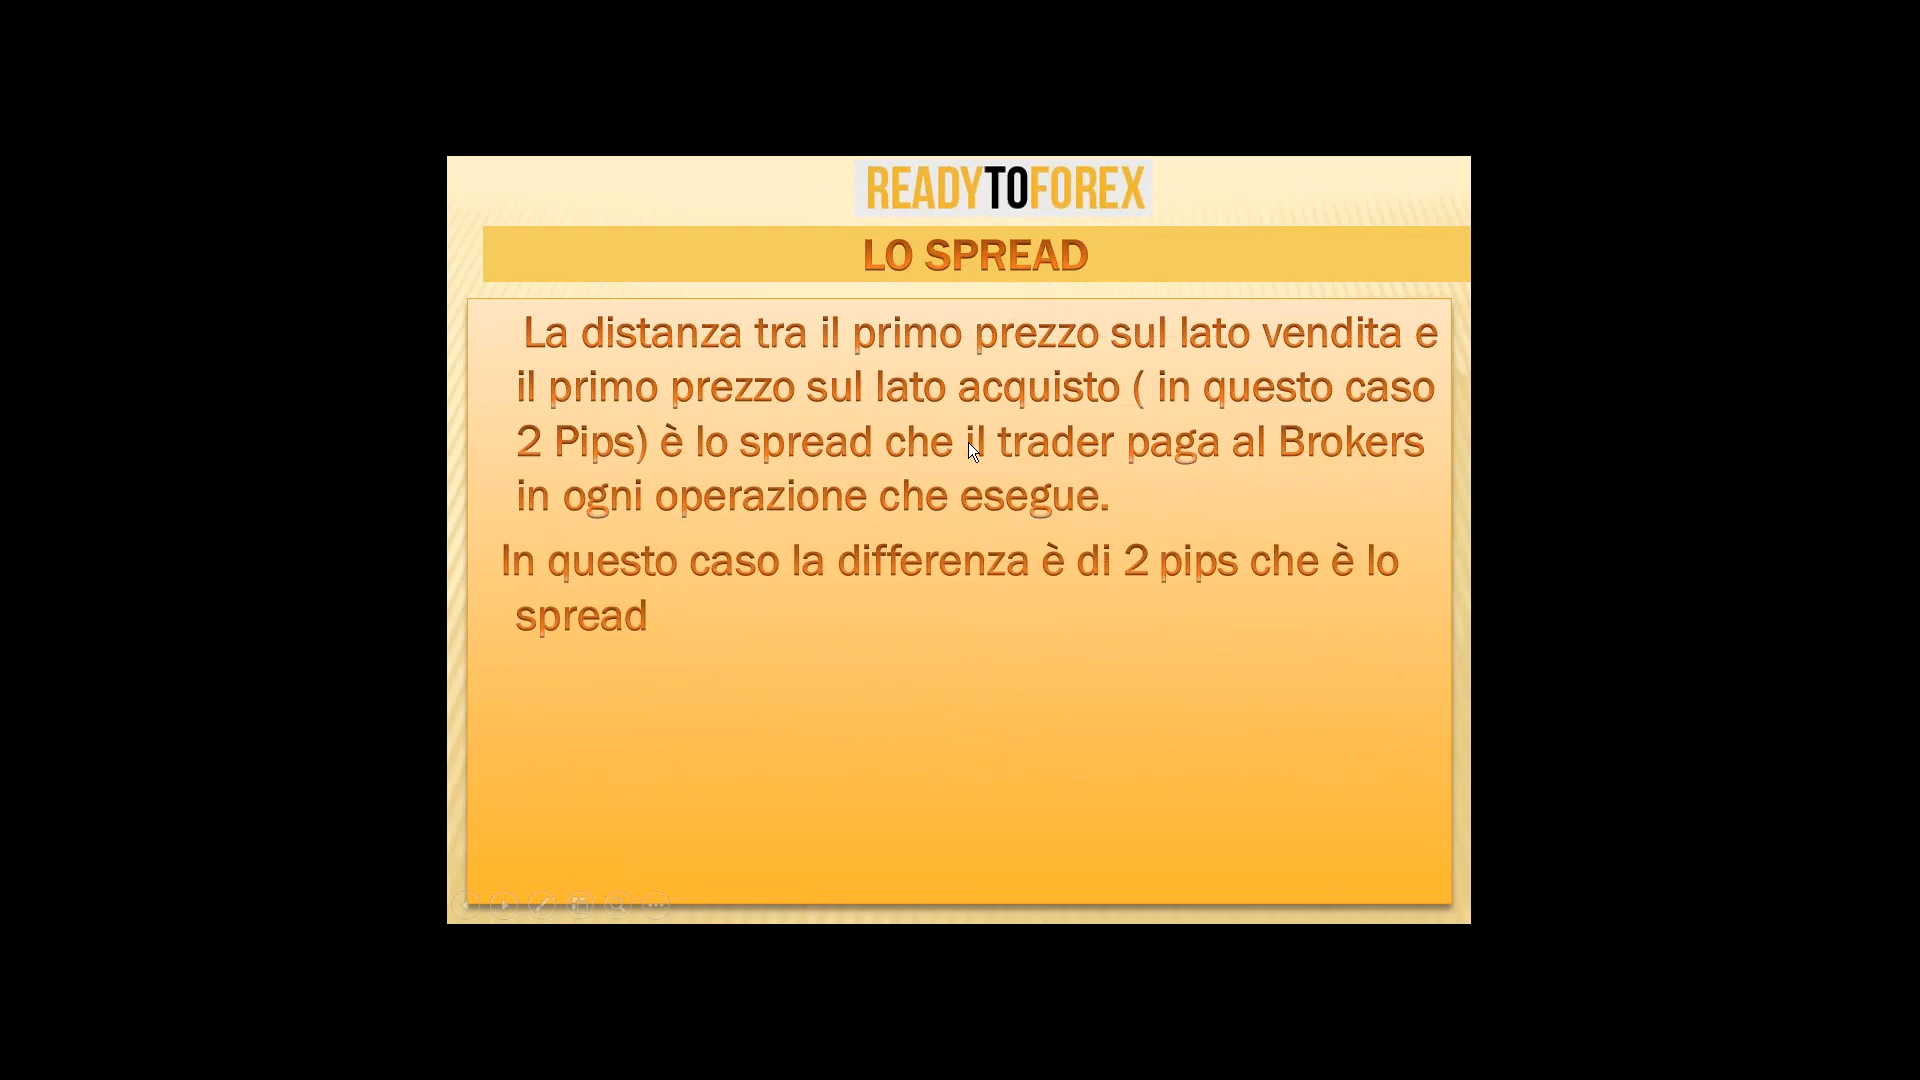 READYTOFOREX
LO SPREAD
La distanza tra il primo prezzo sul lato vendita e
il primo prezzo sul lato acquisto ( in questo caso
2 Pips) è lo spread che il trader paga al Brokers
in ogni operazione che esegue.
In questo caso la differenza è di 2 pips che è lo
spread